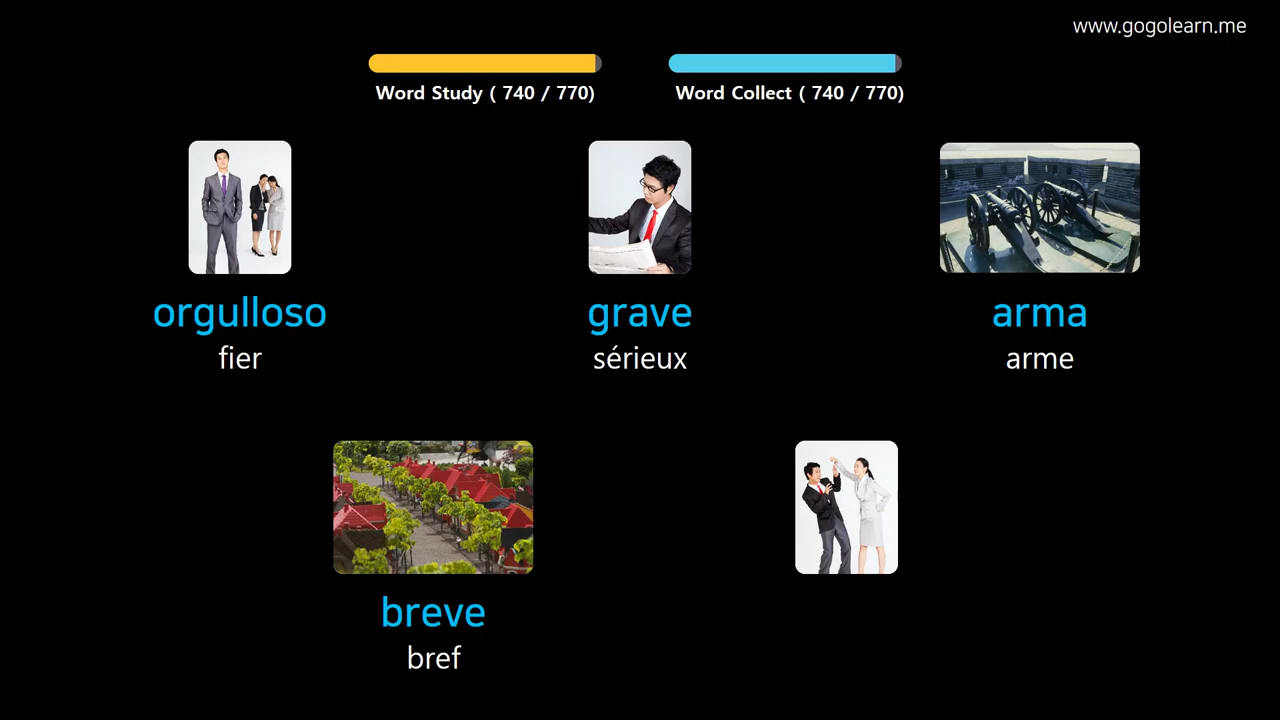 www.gogolearn.me
Word Study ( 740 / 770)
Word Collect ( 740 / 770)
orgulloso
fier
grave
sérieux
arma
arme
breve
bref